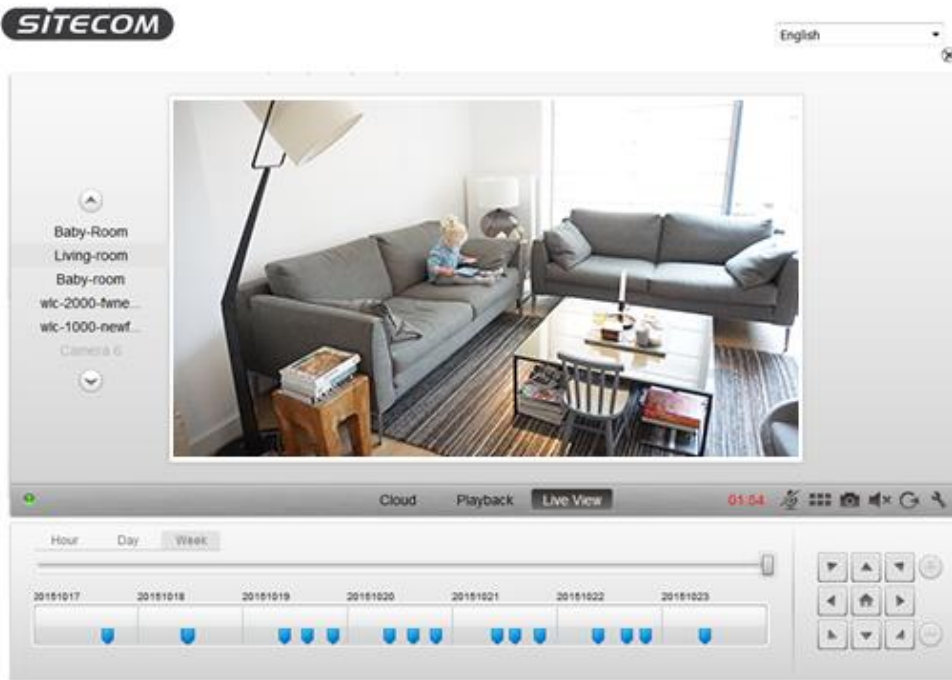 SITECOM
English
Baby-Room
Living-room
Baby-room
wlc-2000-fwne...
wlc-1000-newf...
Camera 6
Cloud Playback Live View 01:54
Hour Day Week
20151017 20151018 20151019 20151020 20151021 20151022 20151023